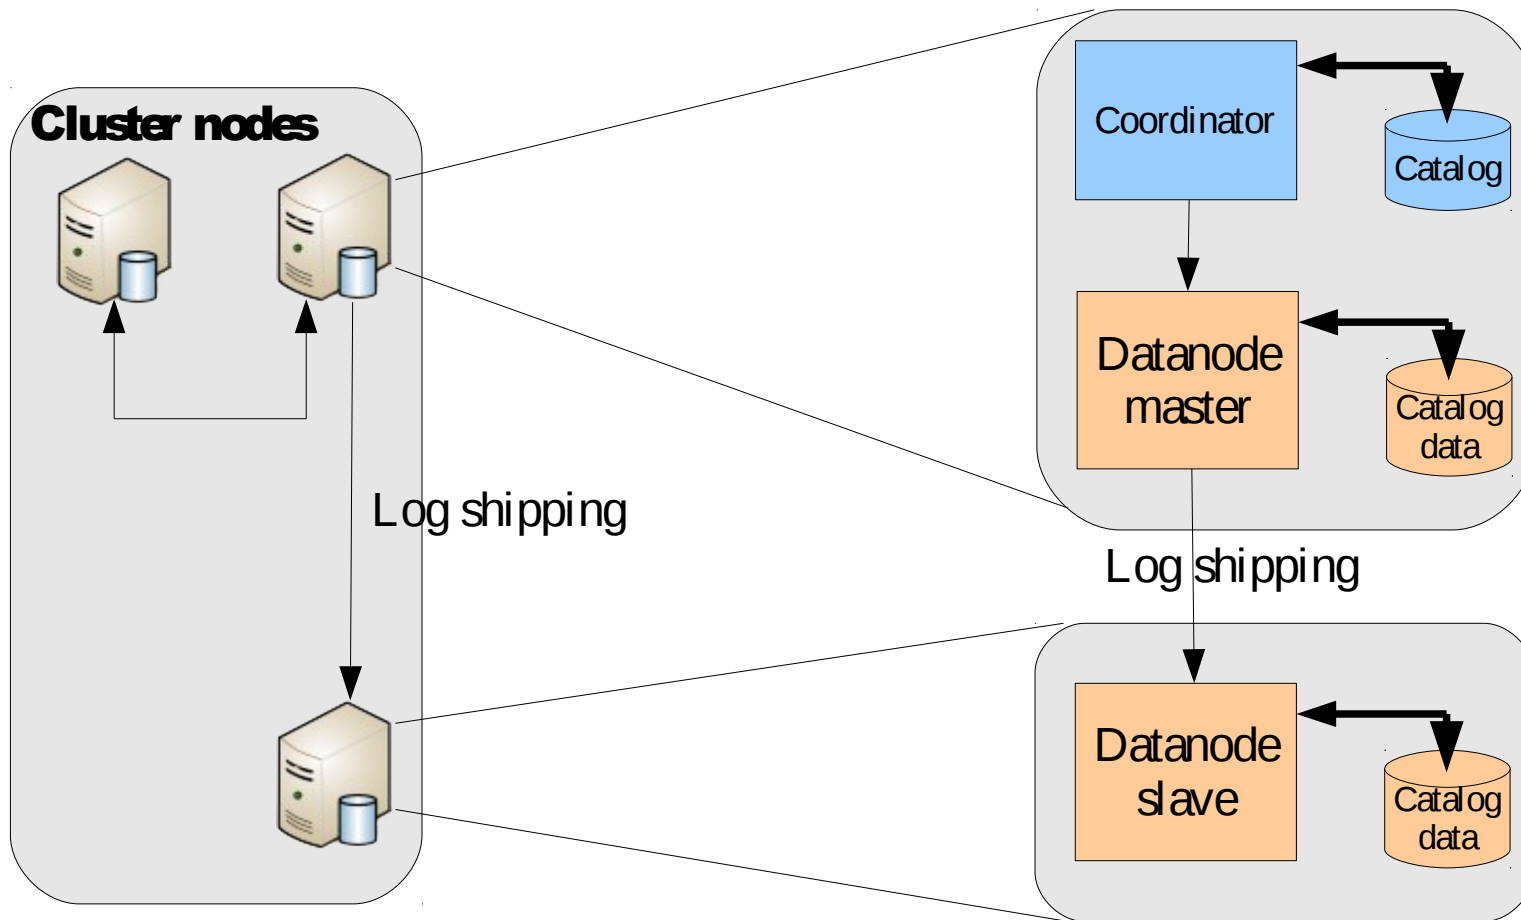 Cluster nodes
Log shipping
Coordinator
Catalog
Datanode
master
Catalog
data
Log shipping
Datanode
slave
Catalog
data